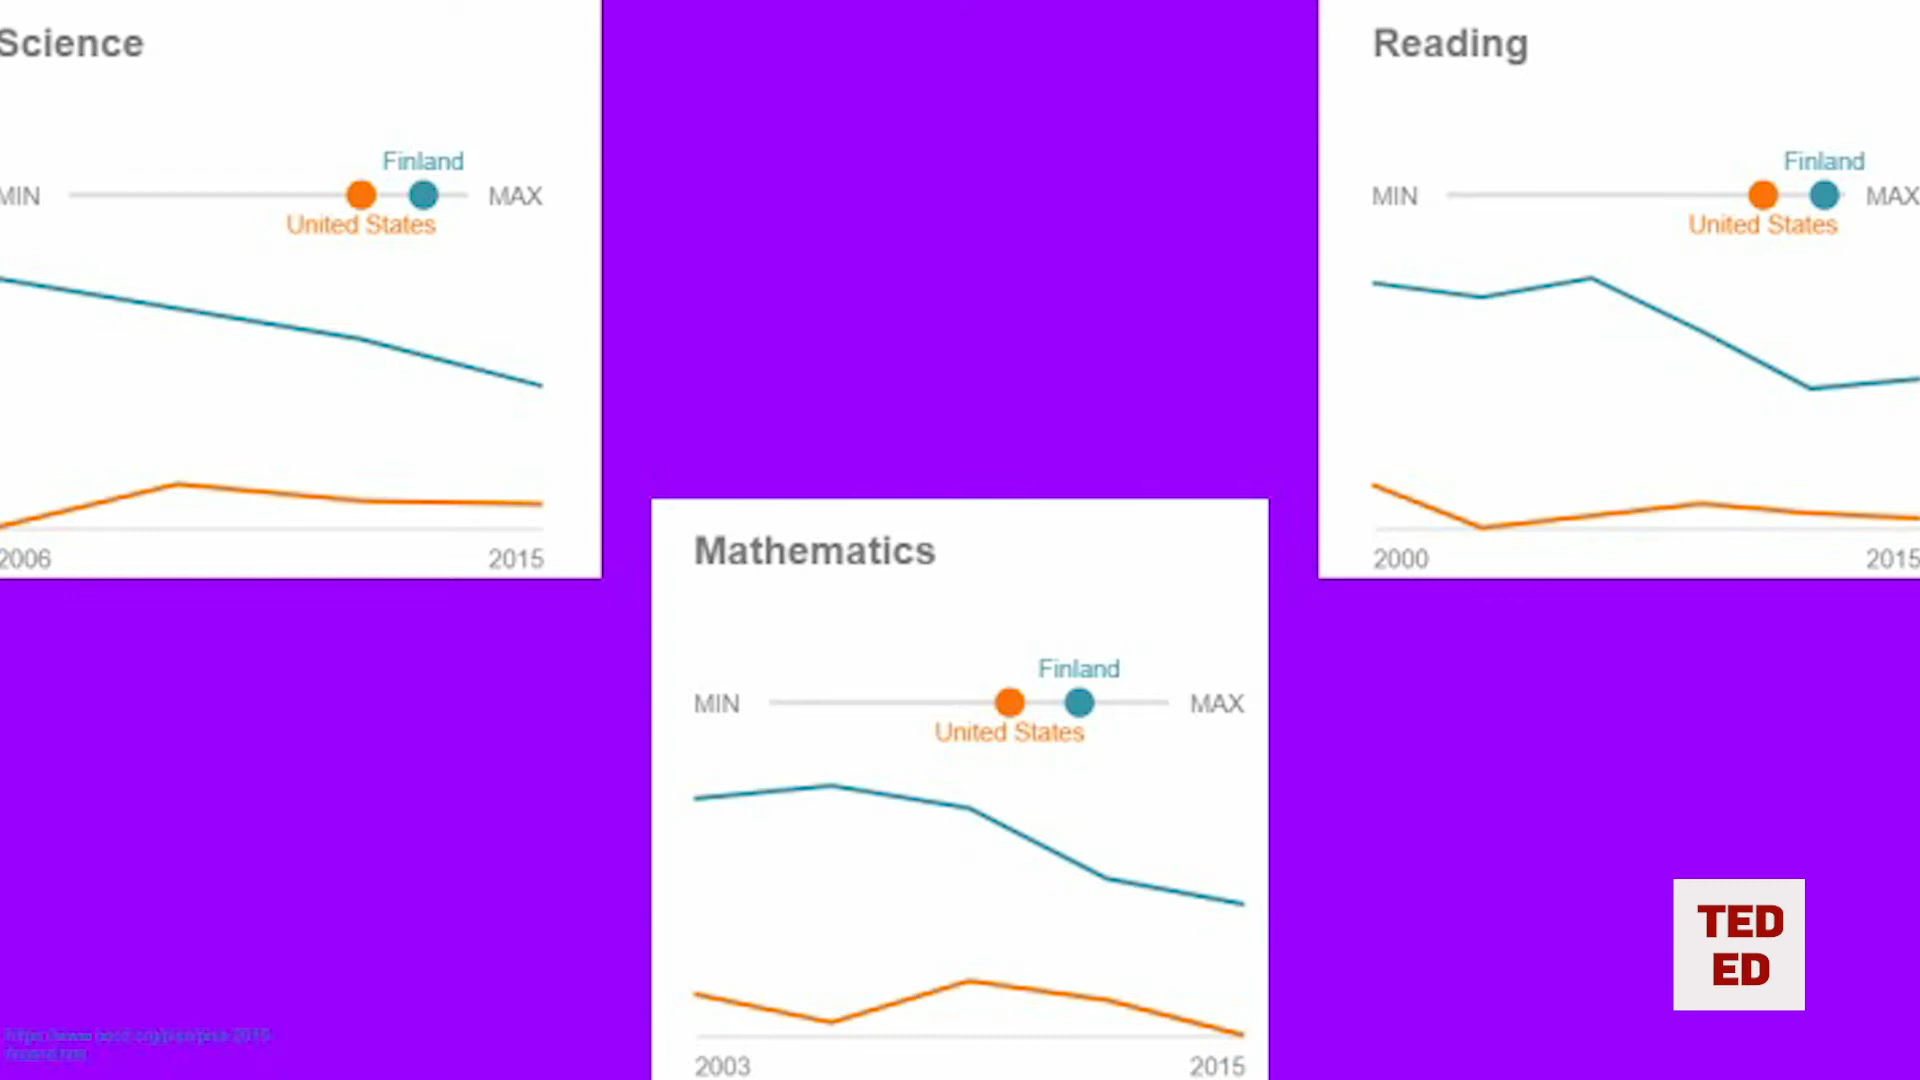 Science
Finland
MIN
MAX
United States
2006
2015
Reading
Finland
MIN
MAX
United States
2000
2015
Mathematics
Finland
MIN
MAX
United States
2003
2015
TED
ED